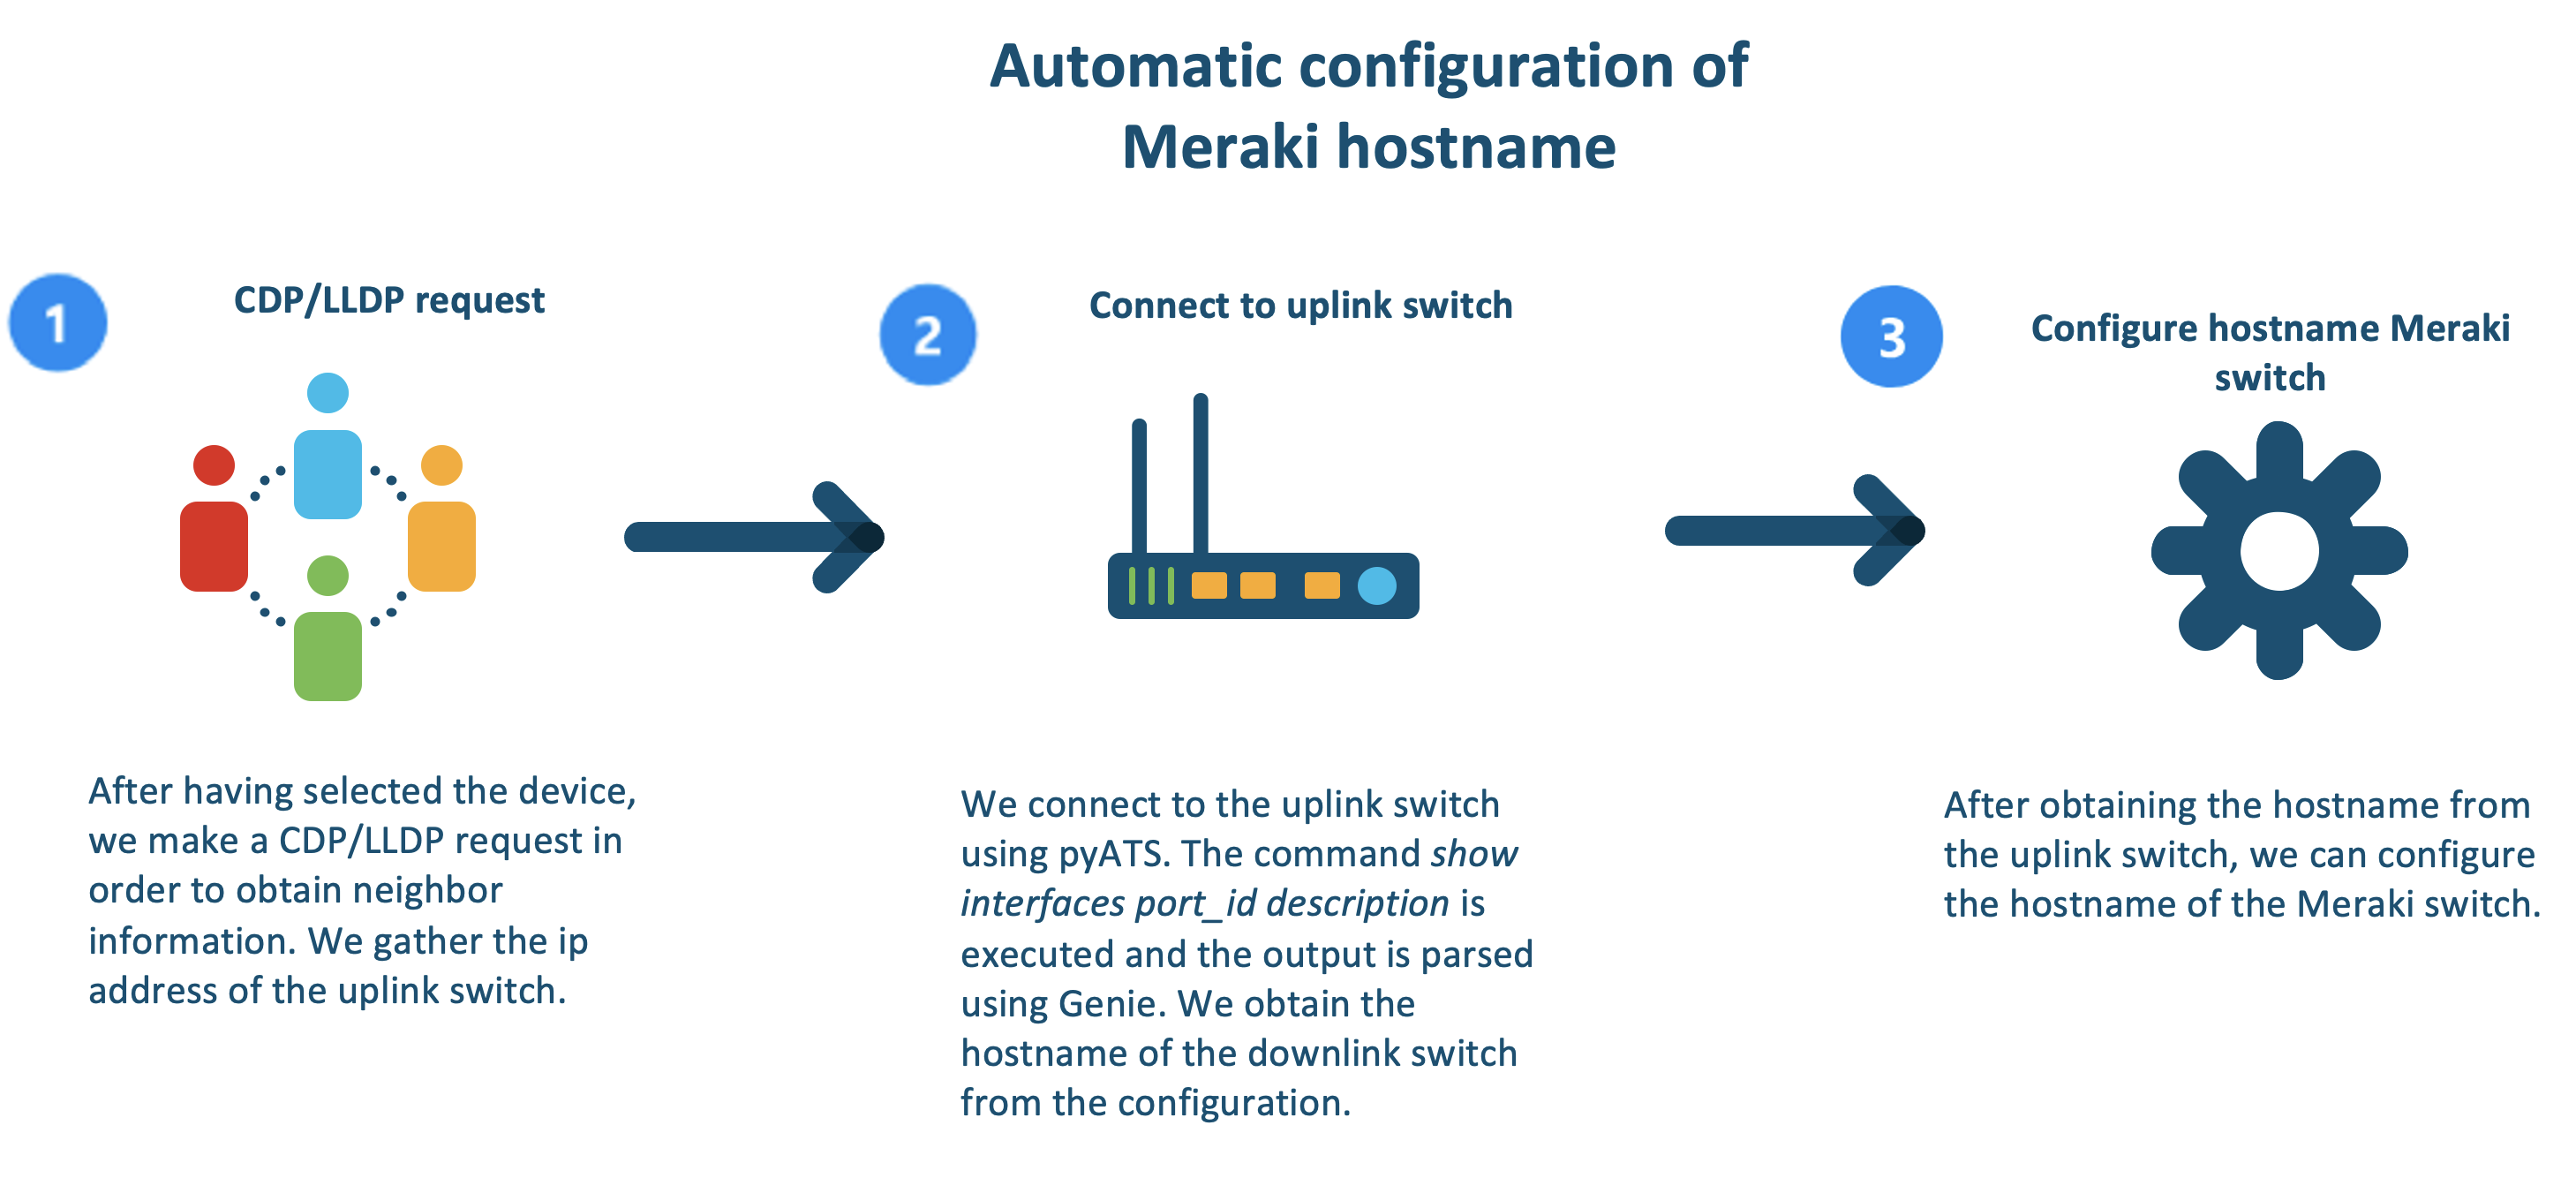 Automatic configuration of
Meraki hostname
1
CDP/LLDP request
After having selected the device,
we make a CDP/LLDP request in
order to obtain neighbor
information. We gather the ip
address of the uplink switch.
2
Connect to uplink switch
We connect to the uplink switch
using pyATS. The command show
interfaces port_id description is
executed and the output is parsed
using Genie. We obtain the
hostname of the downlink switch
from the configuration.
3
Configure hostname Meraki
switch
After obtaining the hostname from
the uplink switch, we can configure
the hostname of the Meraki switch.